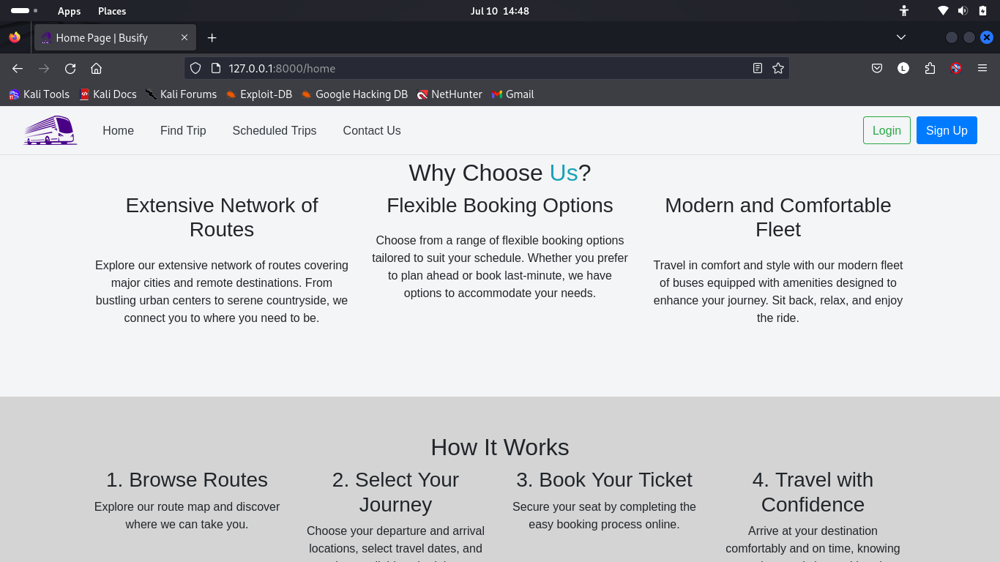 Apps Places Jul 10 14:48
Home Page | Busify
127.0.0.1:8000/home
L
Kali Tools Kali Docs Kali Forums Exploit-DB Google Hacking DB NetHunter Gmail
Home Find Trip Scheduled Trips Contact Us Login Sign Up
Why Choose Us?
Extensive Network of
Routes
Explore our extensive network of routes covering
major cities and remote destinations. From
bustling urban centers to serene countryside, we
connect you to where you need to be.
Flexible Booking Options
Choose from a range of flexible booking options
tailored to suit your schedule. Whether you prefer
to plan ahead or book last-minute, we have
options to accommodate your needs.
Modern and Comfortable
Fleet
Travel in comfort and style with our modern fleet
of buses equipped with amenities designed to
enhance your journey. Sit back, relax, and enjoy
the ride.
How It Works
1. Browse Routes
Explore our route map and discover
where we can take you.
2. Select Your
Journey
Choose your departure and arrival
locations, select travel dates, and
3. Book Your Ticket
Secure your seat by completing the
easy booking process online.
4. Travel with
Confidence
Arrive at your destination
comfortably and on time, knowing